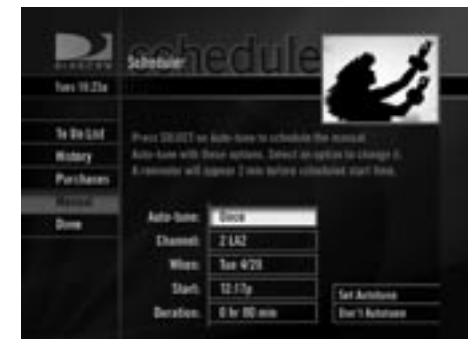 schedule
Scheduler
DIRECTV
Tues 10:23a
To Do List
History
Purchases
Manual
Done
Press SELECT on Auto-tune to schedule the manual
Auto-tune with these options. Select an option to change it.
A reminder will appear 2 min before scheduled start time.
Auto-tune: Once
Channel: 2 LA2
When: Tue 4/28
Start: 12:17p
Duration: 0 hr 00 min
Set Autotune
Don't Autotune